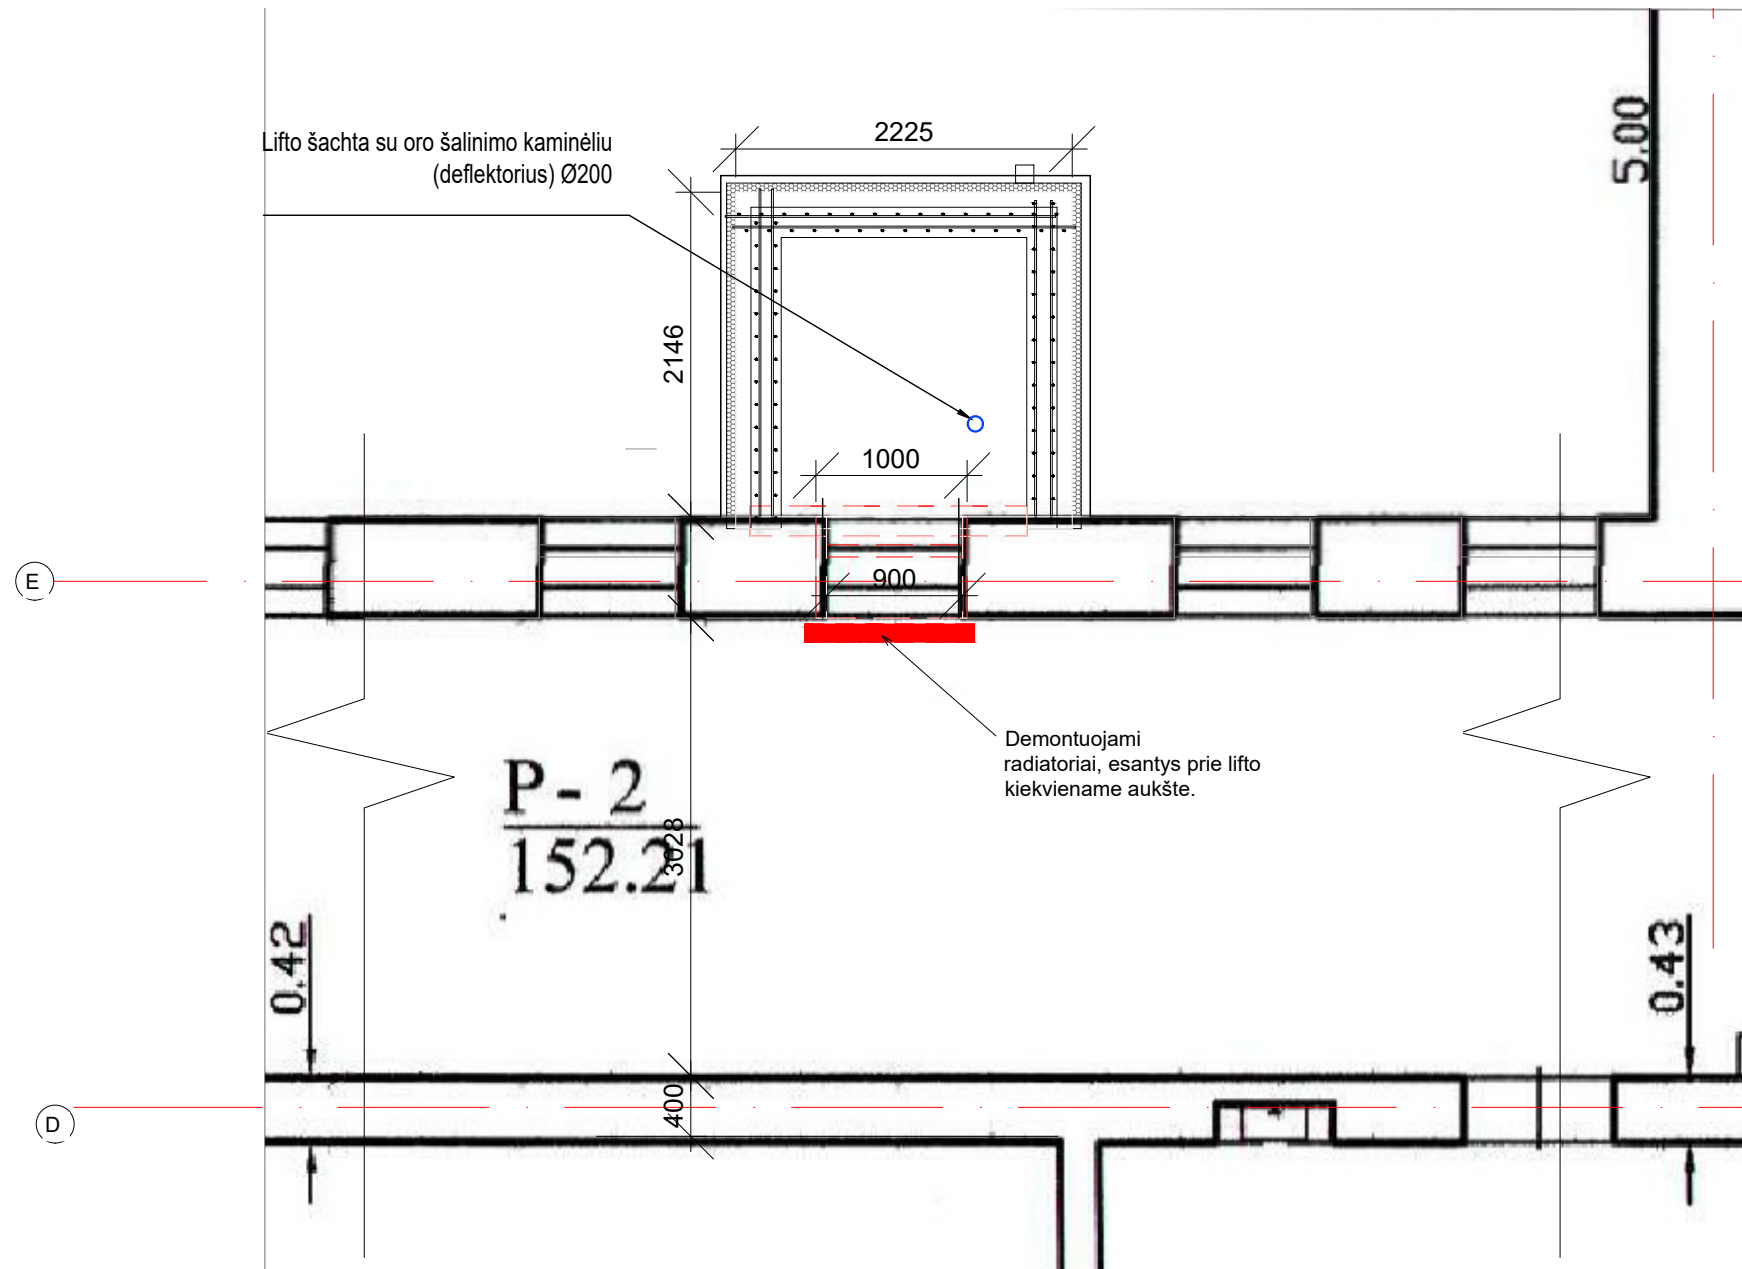 Lifto šachta su oro šalinimo kaminėliu
(deflektorius) Ø200
2225
5.00
2146
1000
E
900
Demontuojami
radiatoriai, esantys prie lifto
kiekviename aukšte.
P- 2
152.21
3028
0.42
0.43
400
D